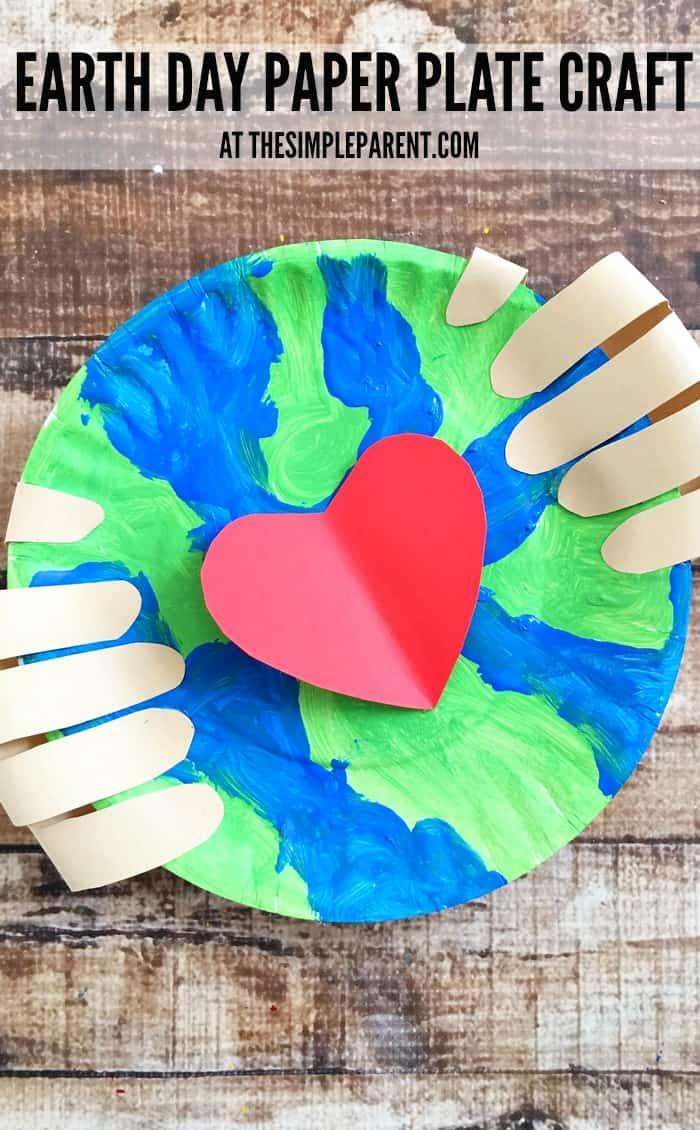 EARTH DAY PAPER PLATE CRAFT
AT THESIMPLEPARENT.COM